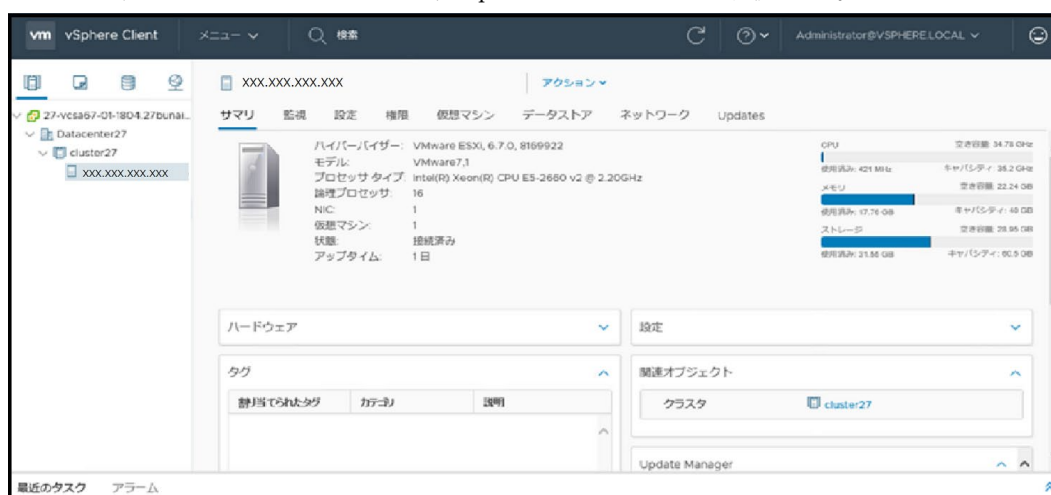 vm vSphere Client メニュー 検索 Administrator@VSPHERE.LOCAL
XXX.XXX.XXX.XXX アクション
27-vcsa67-01-1804.27bunai...
Datacenter27
cluster27
XXX.XXX.XXX.XXX
サマリ 監視 設定 権限 仮想マシン データストア ネットワーク Updates
ハイパーバイザー: VMware ESXi, 6.7.0, 8169922
モデル: VMware7,1
プロセッサ タイプ: Intel(R) Xeon(R) CPU E5-2680 v2 @ 2.20GHz
論理プロセッサ: 16
NIC: 1
仮想マシン: 1
状態: 接続済み
アップタイム: 1日
CPU 空き容量: 34.78 GHz
使用済み: 421 MHz キャパシティ: 35.2 GHz
メモリ 空き容量: 22.24 GB
使用済み: 17.76 GB キャパシティ: 40 GB
ストレージ 空き容量: 28.95 GB
使用済み: 31.55 GB キャパシティ: 60.5 GB
ハードウェア
設定
タグ
割り当てられたタグ カテゴリ 説明
関連オブジェクト
クラスタ cluster27
Update Manager
最近のタスク アラーム